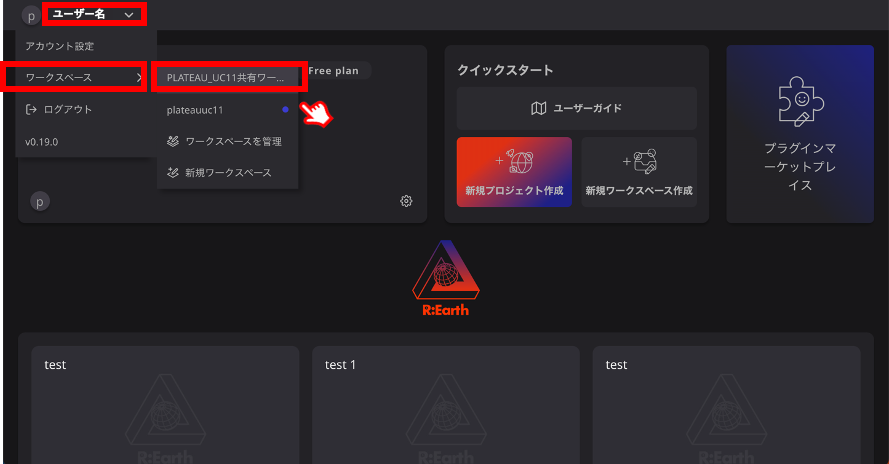 p ユーザー名
アカウント設定
ワークスペース
PLATEAU_UC11共有ワー...
ログアウト
plateauuc11
v0.19.0
ワークスペースを管理
新規ワークスペース
Free plan
p
クイックスタート
ユーザーガイド
新規プロジェクト作成
新規ワークスペース作成
プラグインマ
ーケットプレ
イス
R:Earth
test
test 1
test
R:Earth
R:Earth
R:Earth